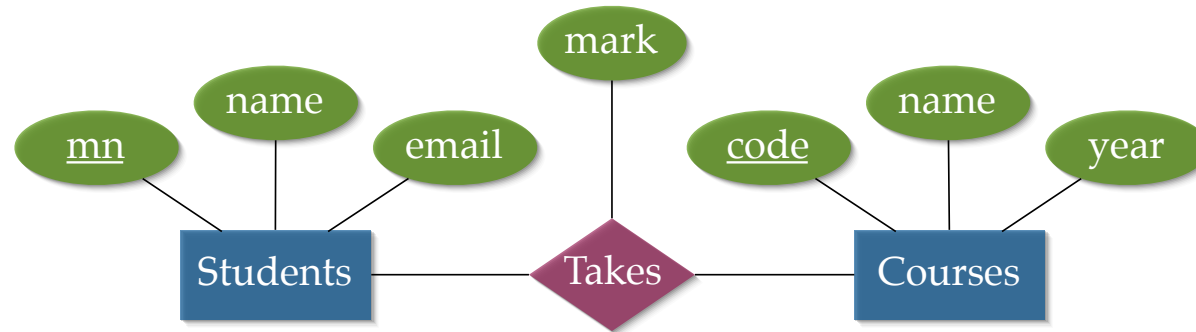 mark
name
name
mn
email
code
year
Students
Takes
Courses